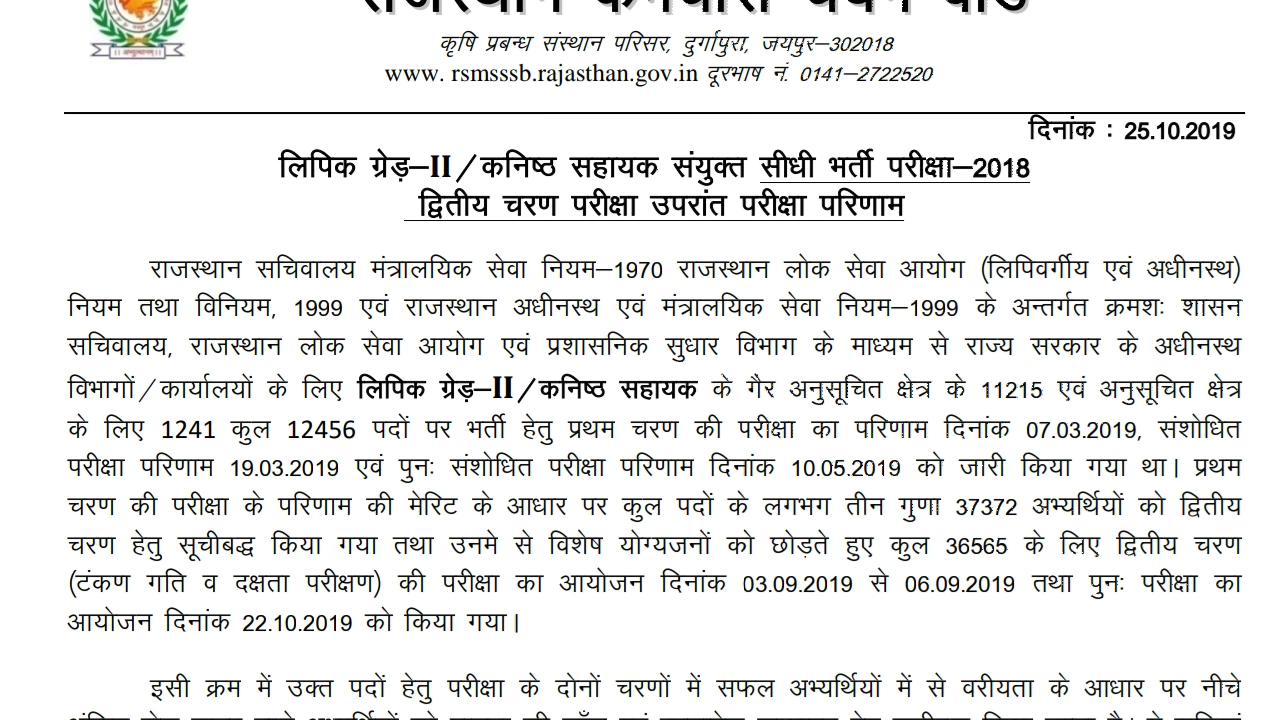 राजस्थान कर्मचारी चयन बोर्ड
कृषि प्रबन्ध संस्थान परिसर, दुर्गापुरा, जयपुर–302018
www. rsmsssb.rajasthan.gov.in दूरभाष नं. 0141–2722520
दिनांक : 25.10.2019
लिपिक ग्रेड़–II/कनिष्ठ सहायक संयुक्त सीधी भर्ती परीक्षा–2018
द्वितीय चरण परीक्षा उपरांत परीक्षा परिणाम
राजस्थान सचिवालय मंत्रालयिक सेवा नियम–1970 राजस्थान लोक सेवा आयोग (लिपिवर्गीय एवं अधीनस्थ)
नियम तथा विनियम, 1999 एवं राजस्थान अधीनस्थ एवं मंत्रालयिक सेवा नियम–1999 के अन्तर्गत क्रमशः शासन
सचिवालय, राजस्थान लोक सेवा आयोग एवं प्रशासनिक सुधार विभाग के माध्यम से राज्य सरकार के अधीनस्थ
विभागों/कार्यालयों के लिए लिपिक ग्रेड़–II/कनिष्ठ सहायक के गैर अनुसूचित क्षेत्र के 11215 एवं अनुसूचित क्षेत्र
के लिए 1241 कुल 12456 पदों पर भर्ती हेतु प्रथम चरण की परीक्षा का परिणाम दिनांक 07.03.2019, संशोधित
परीक्षा परिणाम 19.03.2019 एवं पुनः संशोधित परीक्षा परिणाम दिनांक 10.05.2019 को जारी किया गया था। प्रथम
चरण की परीक्षा के परिणाम की मेरिट के आधार पर कुल पदों के लगभग तीन गुणा 37372 अभ्यर्थियों को द्वितीय
चरण हेतु सूचीबद्ध किया गया तथा उनमे से विशेष योग्यजनों को छोड़ते हुए कुल 36565 के लिए द्वितीय चरण
(टंकण गति व दक्षता परीक्षण) की परीक्षा का आयोजन दिनांक 03.09.2019 से 06.09.2019 तथा पुनः परीक्षा का
आयोजन दिनांक 22.10.2019 को किया गया।
इसी क्रम में उक्त पदों हेतु परीक्षा के दोनों चरणों में सफल अभ्यर्थियों में से वरीयता के आधार पर नीचे